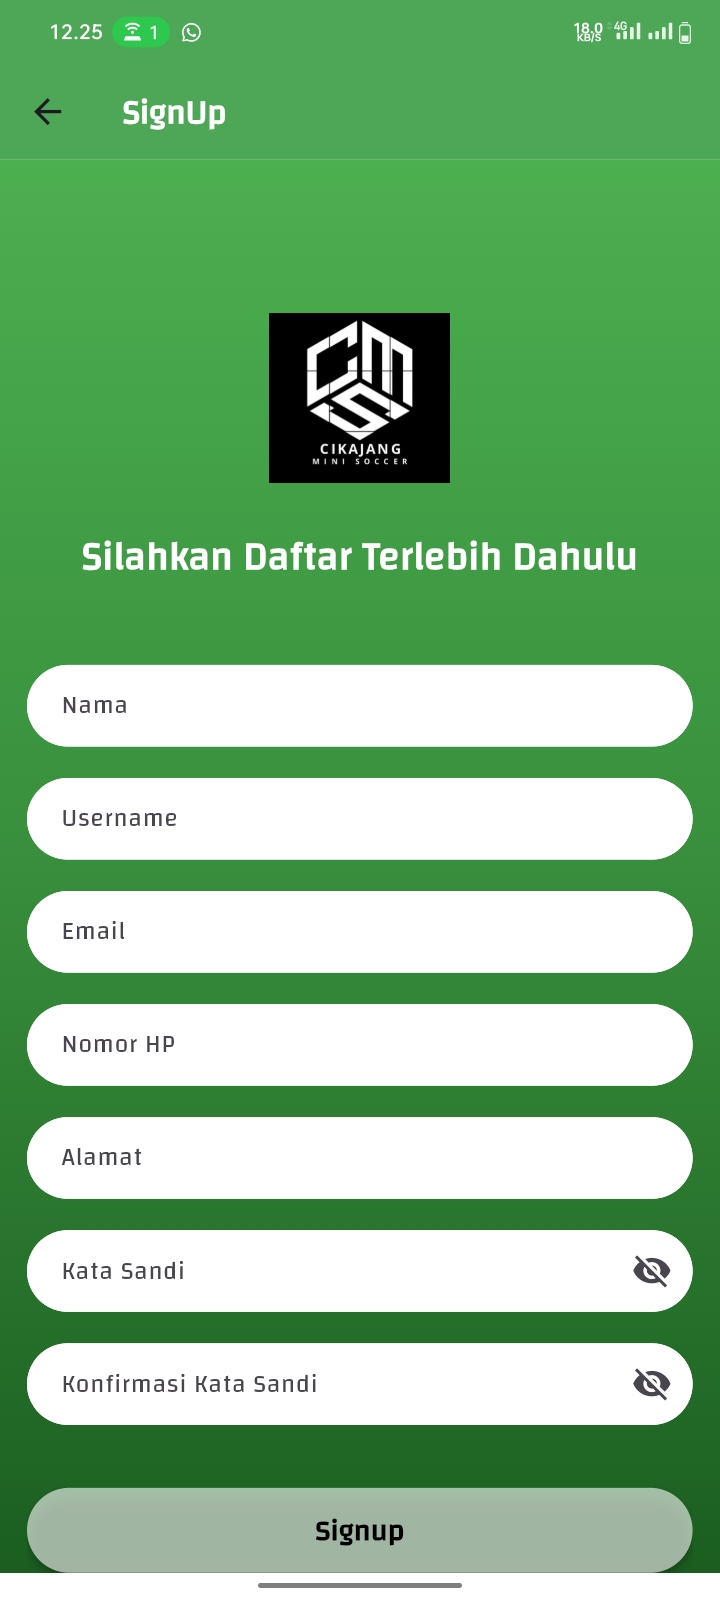 12.25 1 18.0 4G
KB/S
SignUp
CMS
CIKAJANG
MINI SOCCER
Silahkan Daftar Terlebih Dahulu
Nama
Username
Email
Nomor HP
Alamat
Kata Sandi
Konfirmasi Kata Sandi
Signup